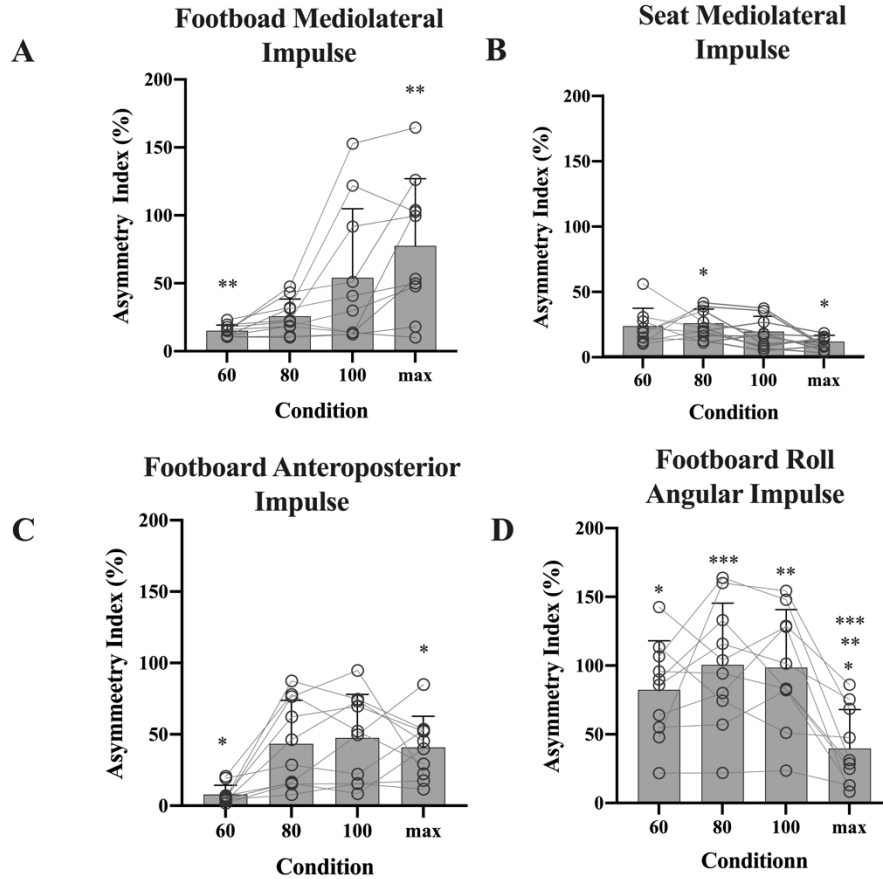 A
Footboad Mediolateral
Impulse
Asymmetry Index (%)
200
150
100
50
0
**
**
60 80 100 max
Condition
B
Seat Mediolateral
Impulse
Asymmetry Index (%)
200
150
100
50
0
*
*
60 80 100 max
Condition
C
Footboard Anteroposterior
Impulse
Asymmeetry Index (%)
200
150
100
50
0
*
*
60 80 100 max
Condition
D
Footboard Roll
Angular Impulse
Asymmetry Index (%)
200
150
100
50
0
*
***
**
***
**
*
60 80 100 max
Conditionn